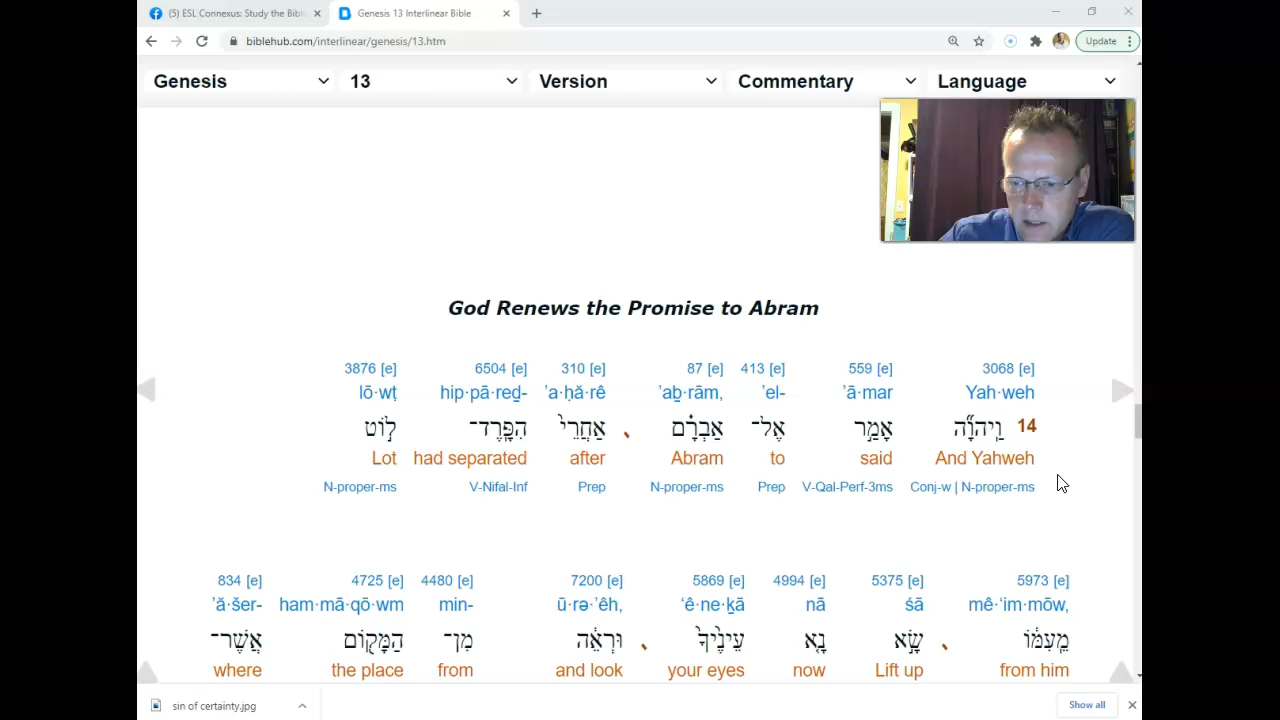 (5) ESL Connexus: Study the Bibl
Genesis 13 Interlinear Bible
biblehub.com/interlinear/genesis/13.htm
Update
Genesis 13 Version Commentary Language
God Renews the Promise to Abram
3876 [e] 6504 [e] 310 [e] 87 [e] 413 [e] 559 [e] 3068 [e]
lō·wṭ hip·pā·reḏ- ’a·ḥă·rê ’aḇ·rām, ’el- ’ā·mar Yah·weh
14 וַֽיהוָ֞ה אָמַ֣ר אֶל־ אַבְרָ֗ם ، אַחֲרֵי֙ הִפָּֽרֶד־ ל֣וֹט
Lot had separated after Abram to said And Yahweh
N-proper-ms V-Nifal-Inf Prep N-proper-ms Prep V-Qal-Perf-3ms Conj-w | N-proper-ms
834 [e] 4725 [e] 4480 [e] 7200 [e] 5869 [e] 4994 [e] 5375 [e] 5973 [e]
’ă·šer- ham·mā·qō·wm min- ū·rə·’êh, ‘ê·ne·ḵā nā śā mê·‘im·mōw,
מֵֽעִמּ֔וֹ ، שָׂ֣א נָ֤א עֵינֶ֙יךָ֙ ، וּרְאֵ֔ה מִן־ הַמָּק֖וֹם אֲשֶׁר־
where the place from and look your eyes now Lift up from him
sin of certainty.jpg
Show all